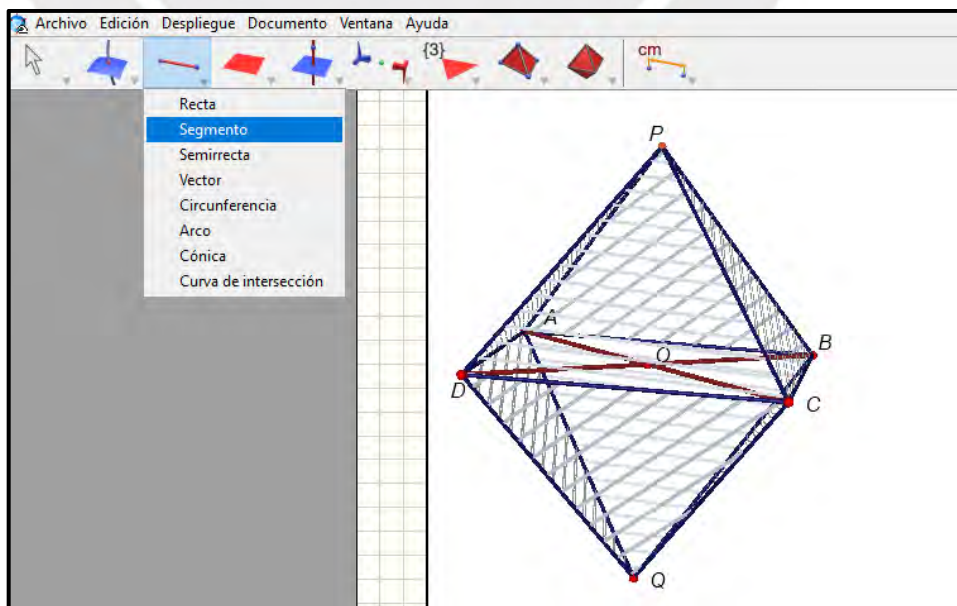 Archivo Edición Despliegue Documento Ventana Ayuda
{3}
cm
Recta
Segmento
Semirrecta
Vector
Circunferencia
Arco
Cónica
Curva de intersección
P
A
B
O
D
C
Q